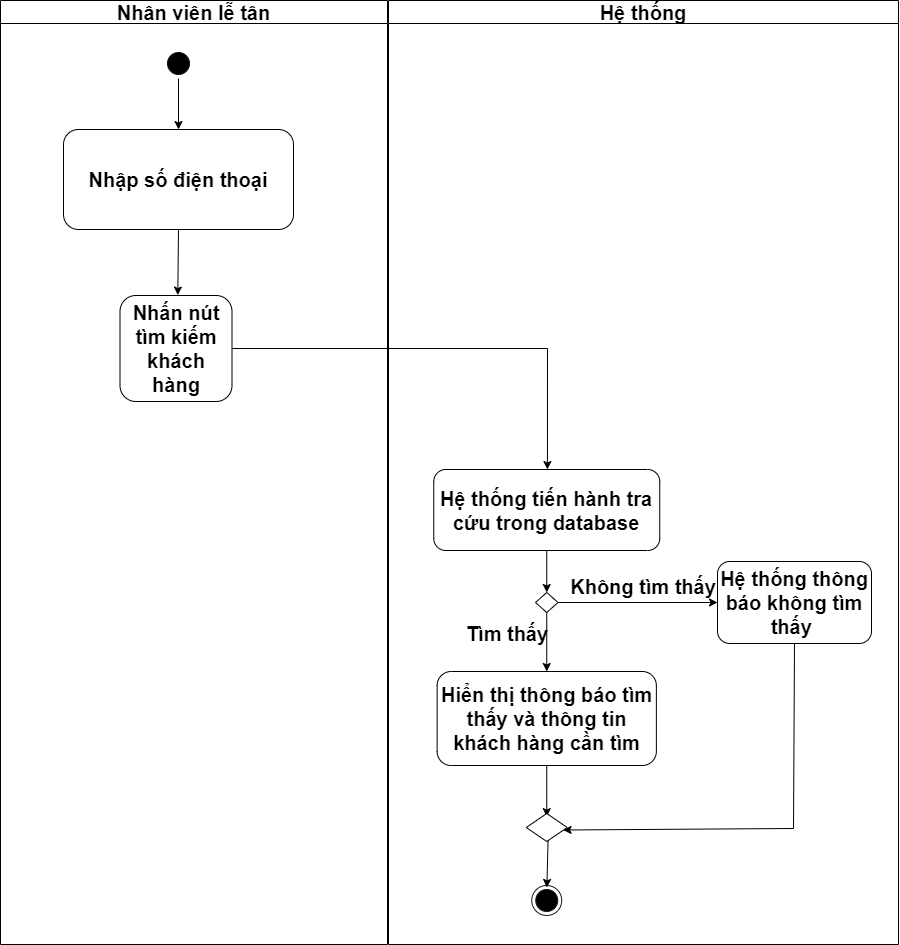 Nhân viên lễ tân
Hệ thống
Nhập số điện thoại
Nhấn nút
tìm kiếm
khách
hàng
Hệ thống tiến hành tra
cứu trong database
Không tìm thấy
Hệ thống thông
báo không tìm
thấy
Tìm thấy
Hiển thị thông báo tìm
thấy và thông tin
khách hàng cần tìm